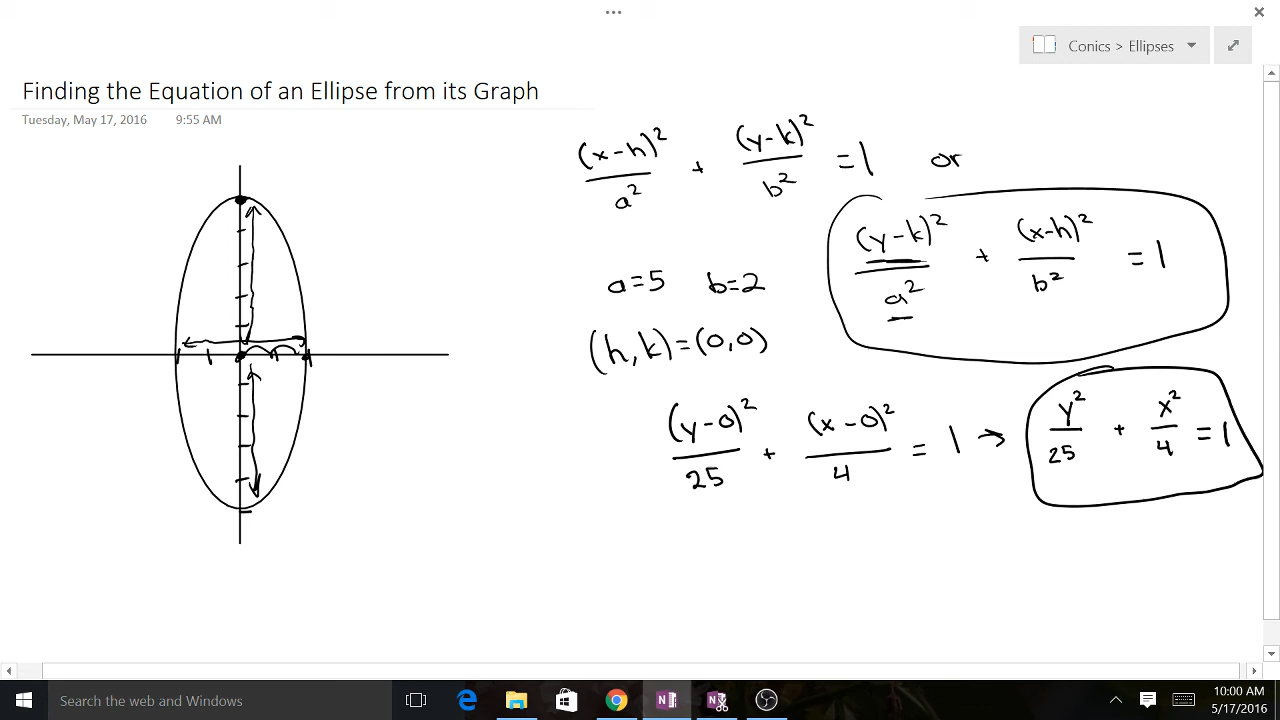 Conics > Ellipses
Finding the Equation of an Ellipse from its Graph
Tuesday, May 17, 2016 9:55 AM
(x-h)²/a² + (y-k)²/b² = 1 or
(y-k)²/a² + (x-h)²/b² = 1
a=5 b=2
(h,k)=(0,0)
(y-0)²/25 + (x-0)²/4 = 1 → y²/25 + x²/4 = 1
Search the web and Windows
10:00 AM
5/17/2016